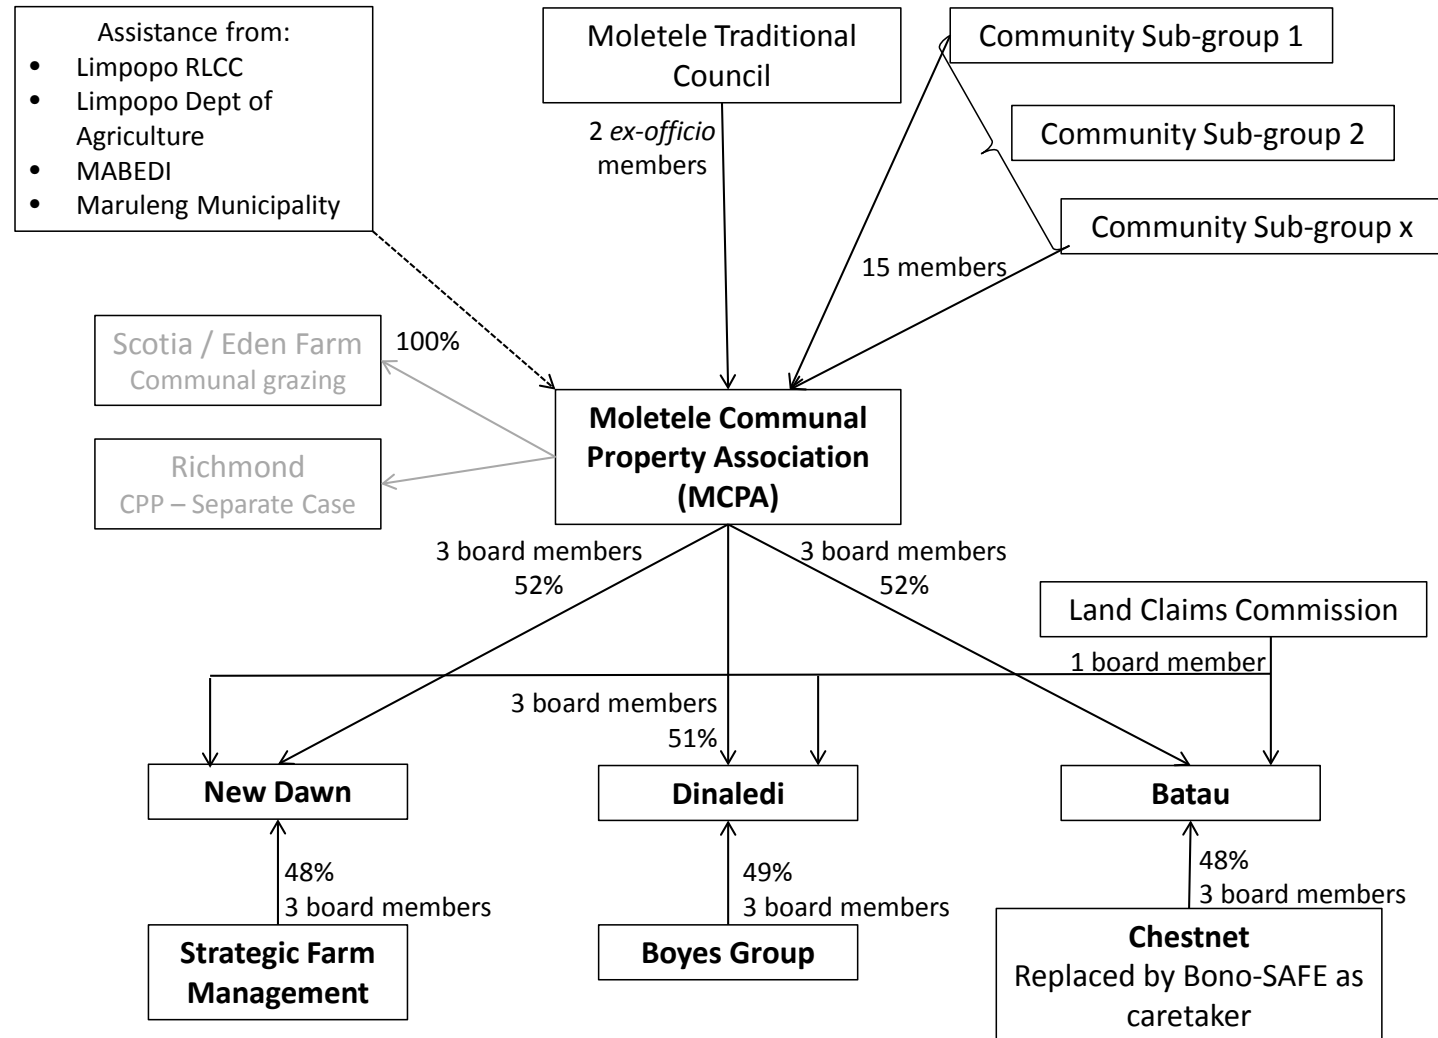 Assistance from:
• Limpopo RLCC
• Limpopo Dept of
Agriculture
• MABEDI
• Maruleng Municipality
Moletele Traditional
Council
2 ex-officio
members
Community Sub-group 1
Community Sub-group 2
Community Sub-group x
15 members
Scotia / Eden Farm
Communal grazing
100%
Richmond
CPP – Separate Case
Moletele Communal
Property Association
(MCPA)
3 board members
52%
3 board members
52%
3 board members
51%
Land Claims Commission
1 board member
New Dawn
Dinaledi
Batau
48%
3 board members
49%
3 board members
48%
3 board members
Strategic Farm
Management
Boyes Group
Chestnet
Replaced by Bono-SAFE as
caretaker